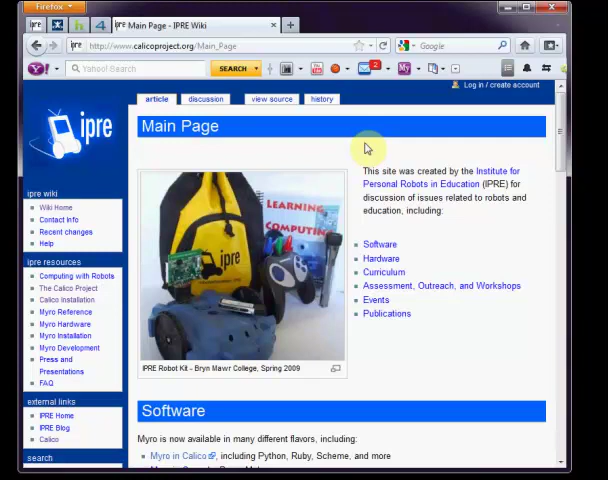 Firefox
ipre Main Page - IPRE Wiki
http://www.calicoproject.org/Main_Page
Google
Yahoo! Search
SEARCH
2
Log in / create account
article
discussion
view source
history
ipre
Main Page
This site was created by the Institute for
Personal Robots in Education (IPRE) for
discussion of issues related to robots and
education, including:
Software
Hardware
Curriculum
Assessment, Outreach, and Workshops
Events
Publications
LEARNING
COMPUTING
ipre
IPRE Robot Kit - Bryn Mawr College, Spring 2009
ipre wiki
Wiki Home
Contact Info
Recent changes
Help
ipre resources
Computing with Robots
The Calico Project
Calico Installation
Myro Reference
Myro Hardware
Myro Installation
Myro Development
Press and
Presentations
FAQ
external links
IPRE Home
IPRE Blog
Calico
search
Software
Myro is now available in many different flavors, including:
Myro in Calico, including Python, Ruby, Scheme, and more